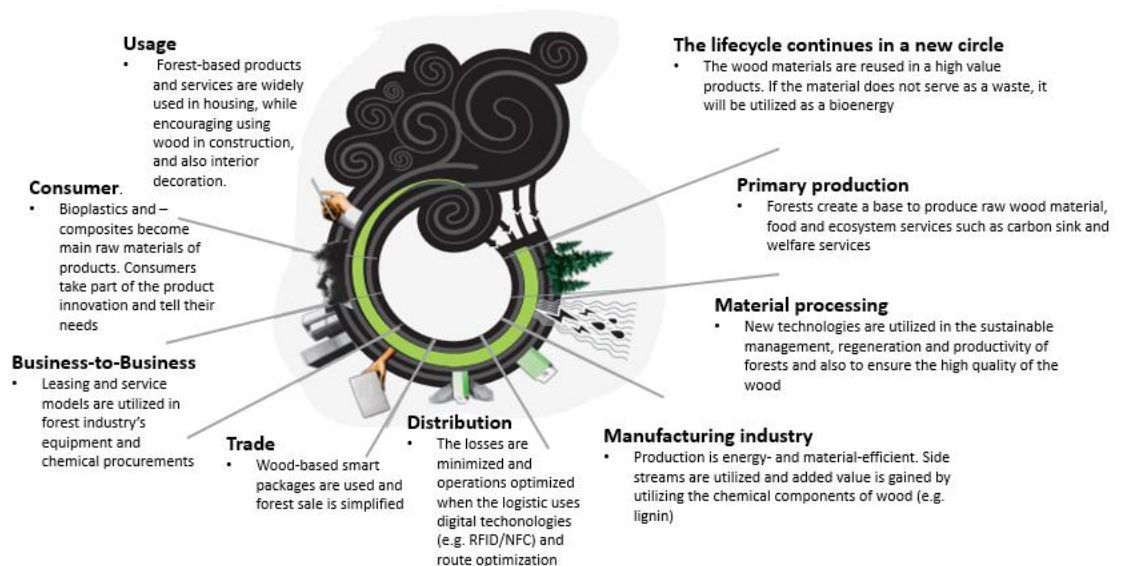 Usage
• Forest-based products
and services are widely
used in housing, while
encouraging using
wood in construction,
and also interior
decoration.
Consumer.
• Bioplastics and –
composites become
main raw materials of
products. Consumers
take part of the product
innovation and tell their
needs
Business-to-Business
• Leasing and service
models are utilized in
forest industry's
equipment and
chemical procurements
Trade
• Wood-based smart
packages are used and
forest sale is simplified
Distribution
• The losses are
minimized and
operations optimized
when the logistic uses
digital techonologies
(e.g. RFID/NFC) and
route optimization
Manufacturing industry
• Production is energy- and material-efficient. Side
streams are utilized and added value is gained by
utilizing the chemical components of wood (e.g.
lignin)
Material processing
• New technologies are utilized in the sustainable
management, regeneration and productivity of
forests and also to ensure the high quality of the
wood
Primary production
• Forests create a base to produce raw wood material,
food and ecosystem services such as carbon sink and
welfare services
The lifecycle continues in a new circle
• The wood materials are reused in a high value
products. If the material does not serve as a waste, it
will be utilized as a bioenergy